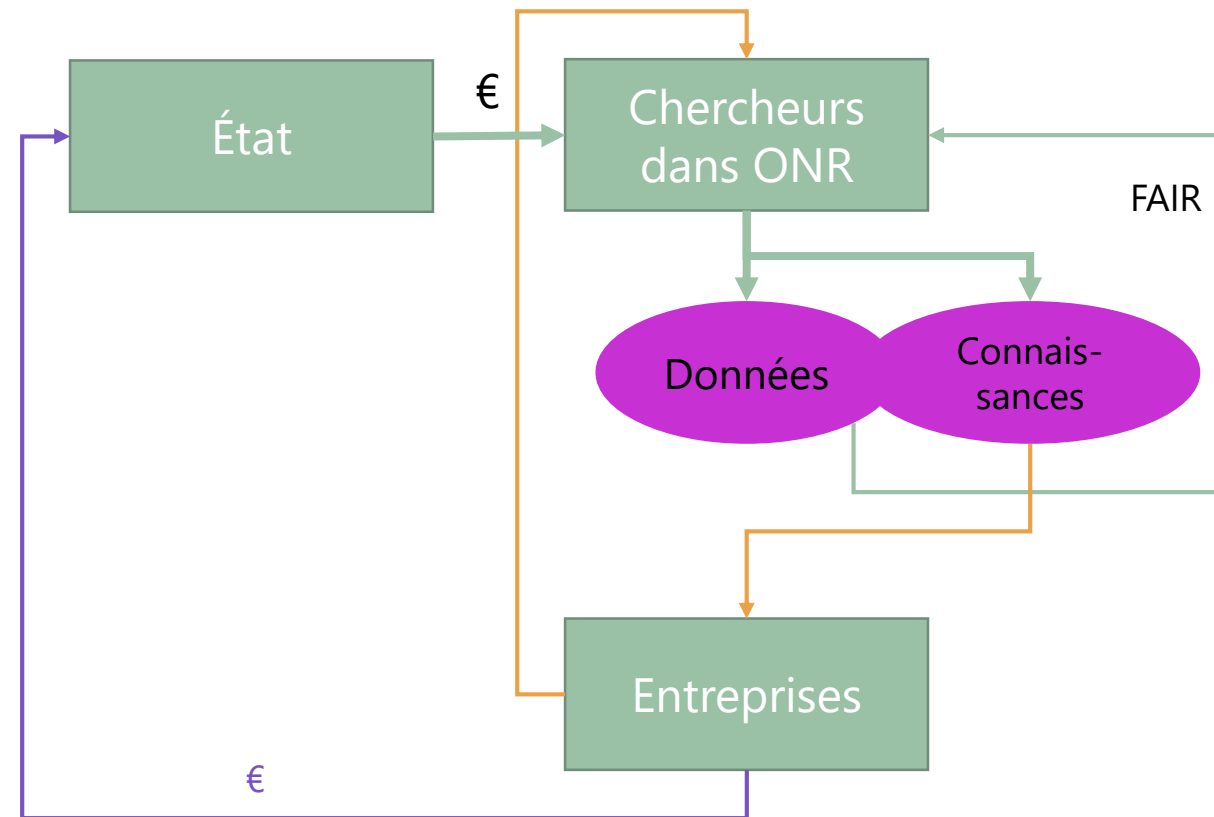 €
État
Chercheurs
dans ONR
FAIR
Données
Connais-
sances
Entreprises
€